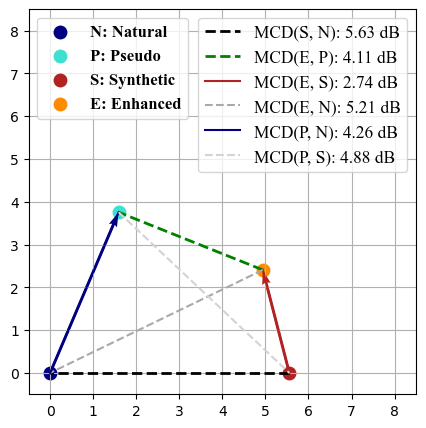 N: Natural
P: Pseudo
S: Synthetic
E: Enhanced
MCD(S, N): 5.63 dB
MCD(E, P): 4.11 dB
MCD(E, S): 2.74 dB
MCD(E, N): 5.21 dB
MCD(P, N): 4.26 dB
MCD(P, S): 4.88 dB
8
7
6
5
4
3
2
1
0
0 1 2 3 4 5 6 7 8